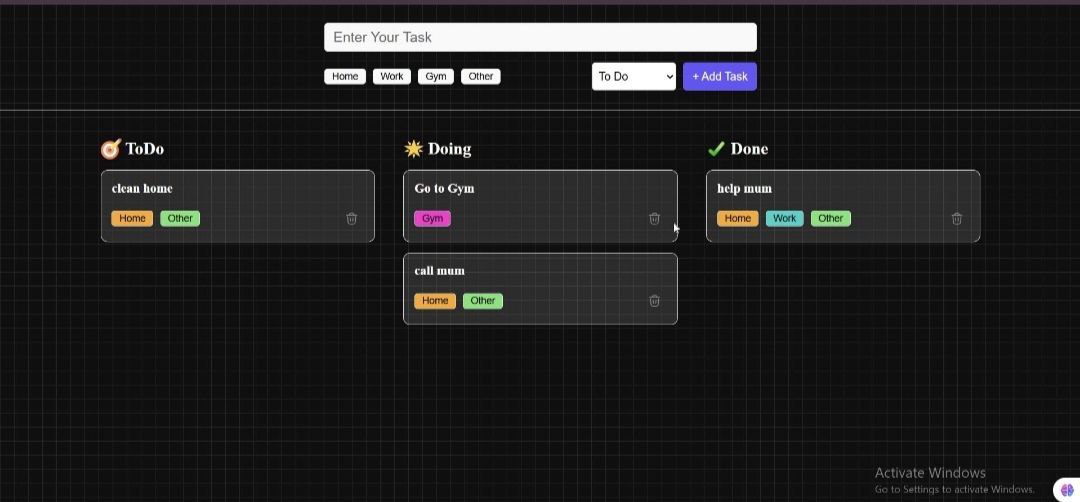 Enter Your Task
Home Work Gym Other To Do + Add Task
ToDo
clean home
Home Other
Doing
Go to Gym
Gym
call mum
Home Other
Done
help mum
Home Work Other
Activate Windows
Go to Settings to activate Windows.